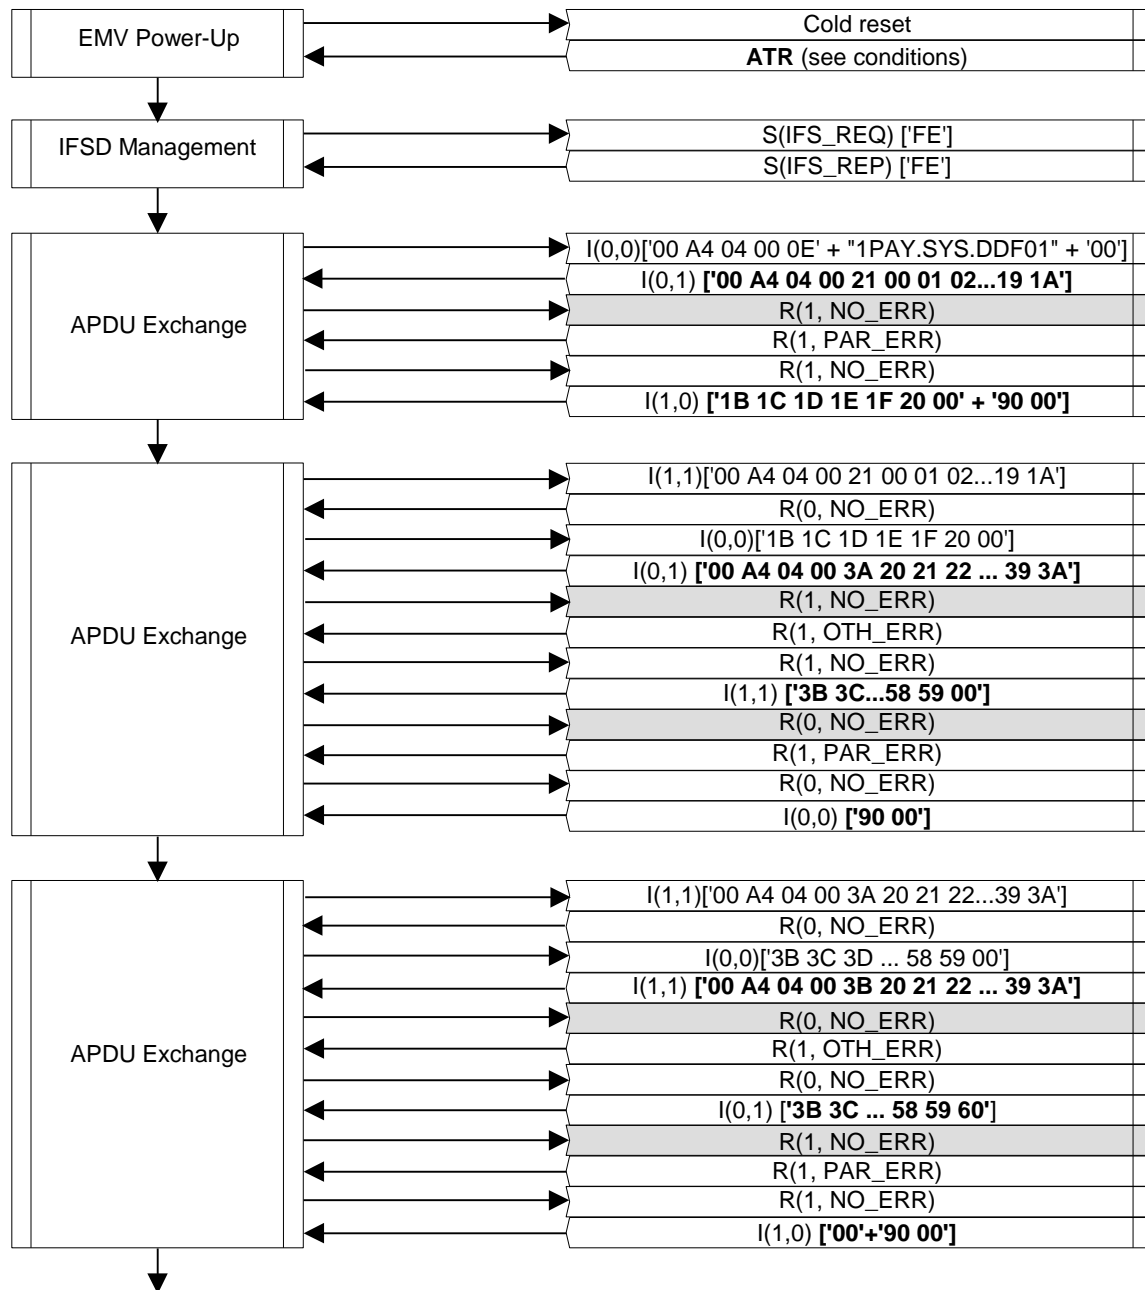 EMV Power-Up
Cold reset
ATR (see conditions)
IFSD Management
S(IFS_REQ) ['FE']
S(IFS_REP) ['FE']
APDU Exchange
I(0,0)['00 A4 04 00 0E' + "1PAY.SYS.DDF01" + '00']
I(0,1) ['00 A4 04 00 21 00 01 02...19 1A']
R(1, NO_ERR)
R(1, PAR_ERR)
R(1, NO_ERR)
I(1,0) ['1B 1C 1D 1E 1F 20 00' + '90 00']
APDU Exchange
I(1,1)['00 A4 04 00 21 00 01 02...19 1A']
R(0, NO_ERR)
I(0,0)['1B 1C 1D 1E 1F 20 00']
I(0,1) ['00 A4 04 00 3A 20 21 22 ... 39 3A']
R(1, NO_ERR)
R(1, OTH_ERR)
R(1, NO_ERR)
I(1,1) ['3B 3C...58 59 00']
R(0, NO_ERR)
R(1, PAR_ERR)
R(0, NO_ERR)
I(0,0) ['90 00']
APDU Exchange
I(1,1)['00 A4 04 00 3A 20 21 22...39 3A']
R(0, NO_ERR)
I(0,0)['3B 3C 3D ... 58 59 00']
I(1,1) ['00 A4 04 00 3B 20 21 22 ... 39 3A']
R(0, NO_ERR)
R(1, OTH_ERR)
R(0, NO_ERR)
I(0,1) ['3B 3C ... 58 59 60']
R(1, NO_ERR)
R(1, PAR_ERR)
R(1, NO_ERR)
I(1,0) ['00'+'90 00']